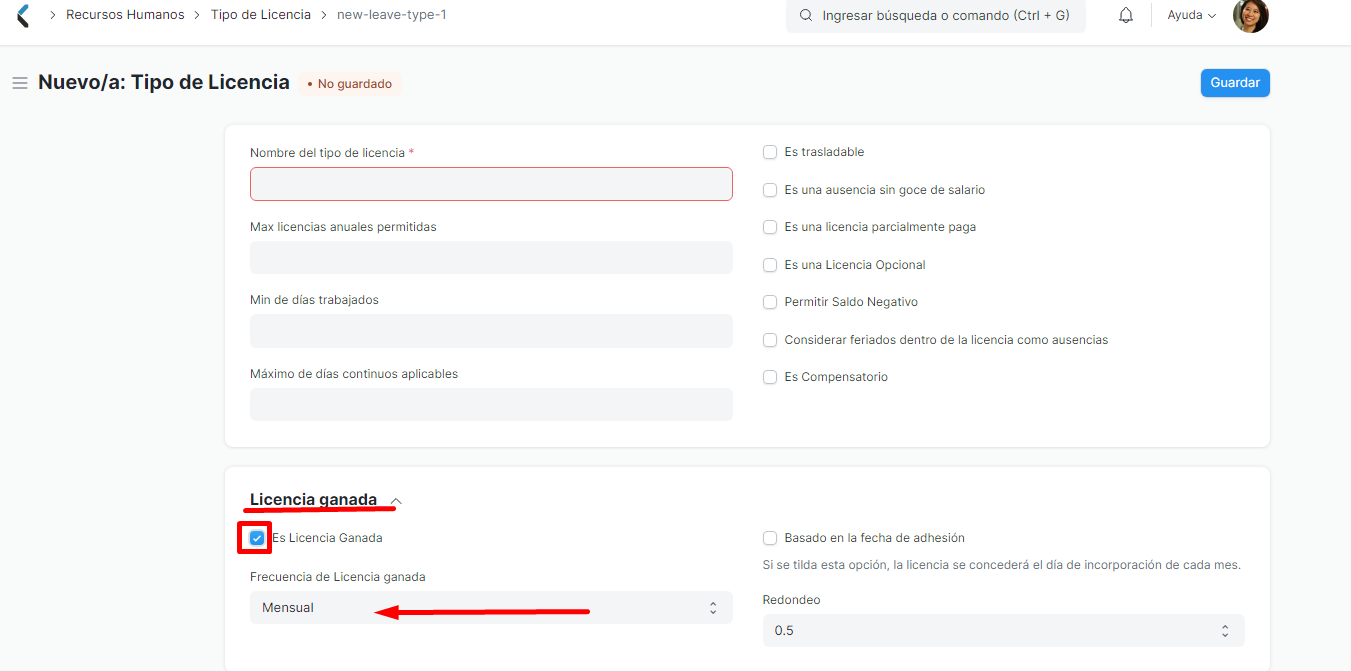 Recursos Humanos > Tipo de Licencia > new-leave-type-1
Ingresar búsqueda o comando (Ctrl + G)
Ayuda
Nuevo/a: Tipo de Licencia
• No guardado
Guardar
Nombre del tipo de licencia *
Max licencias anuales permitidas
Min de días trabajados
Máximo de días continuos aplicables
Es trasladable
Es una ausencia sin goce de salario
Es una licencia parcialmente paga
Es una Licencia Opcional
Permitir Saldo Negativo
Considerar feriados dentro de la licencia como ausencias
Es Compensatorio
Licencia ganada
Es Licencia Ganada
Frecuencia de Licencia ganada
Mensual
Basado en la fecha de adhesión
Si se tilda esta opción, la licencia se concederá el día de incorporación de cada mes.
Redondeo
0.5